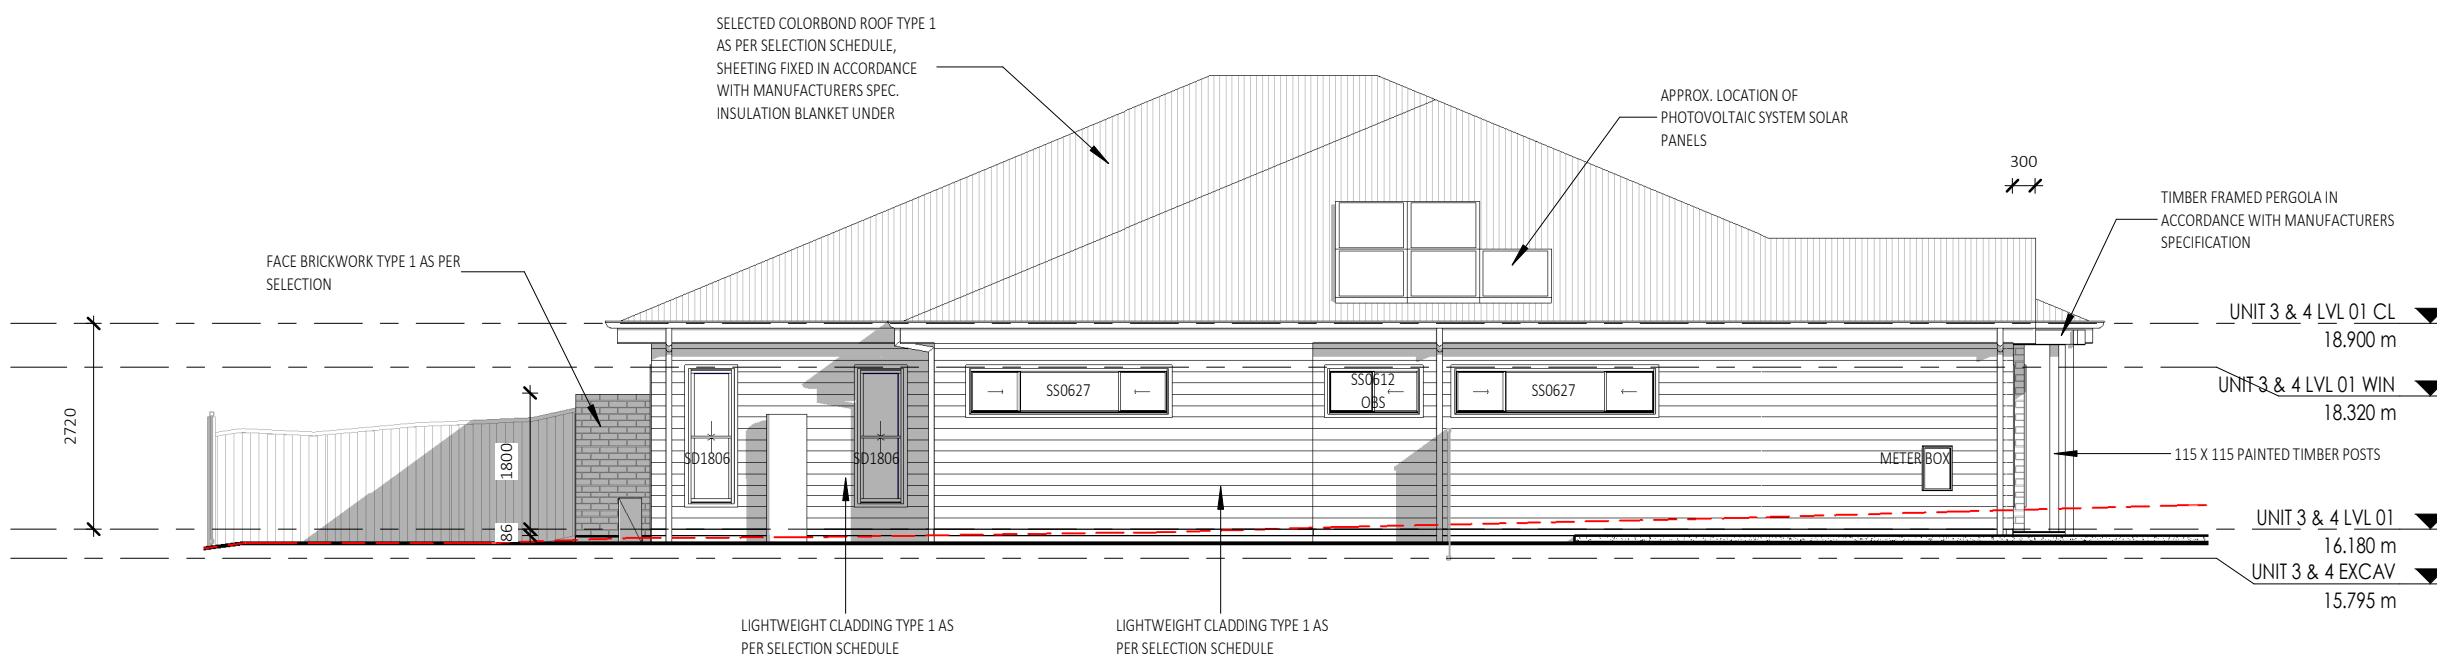 SELECTED COLORBOND ROOF TYPE 1
AS PER SELECTION SCHEDULE,
SHEETING FIXED IN ACCORDANCE
WITH MANUFACTURERS SPEC.
INSULATION BLANKET UNDER
APPROX. LOCATION OF
PHOTOVOLTAIC SYSTEM SOLAR
PANELS
300
TIMBER FRAMED PERGOLA IN
ACCORDANCE WITH MANUFACTURERS
SPECIFICATION
FACE BRICKWORK TYPE 1 AS PER
SELECTION
UNIT 3 & 4 LVL 01 CL
18.900 m
UNIT 3 & 4 LVL 01 WIN
18.320 m
2720
1800
86
SD1806
SD1806
SS0627
SS0612
OBS
SS0627
METER BOX
115 X 115 PAINTED TIMBER POSTS
UNIT 3 & 4 LVL 01
16.180 m
UNIT 3 & 4 EXCAV
15.795 m
LIGHTWEIGHT CLADDING TYPE 1 AS
PER SELECTION SCHEDULE
LIGHTWEIGHT CLADDING TYPE 1 AS
PER SELECTION SCHEDULE